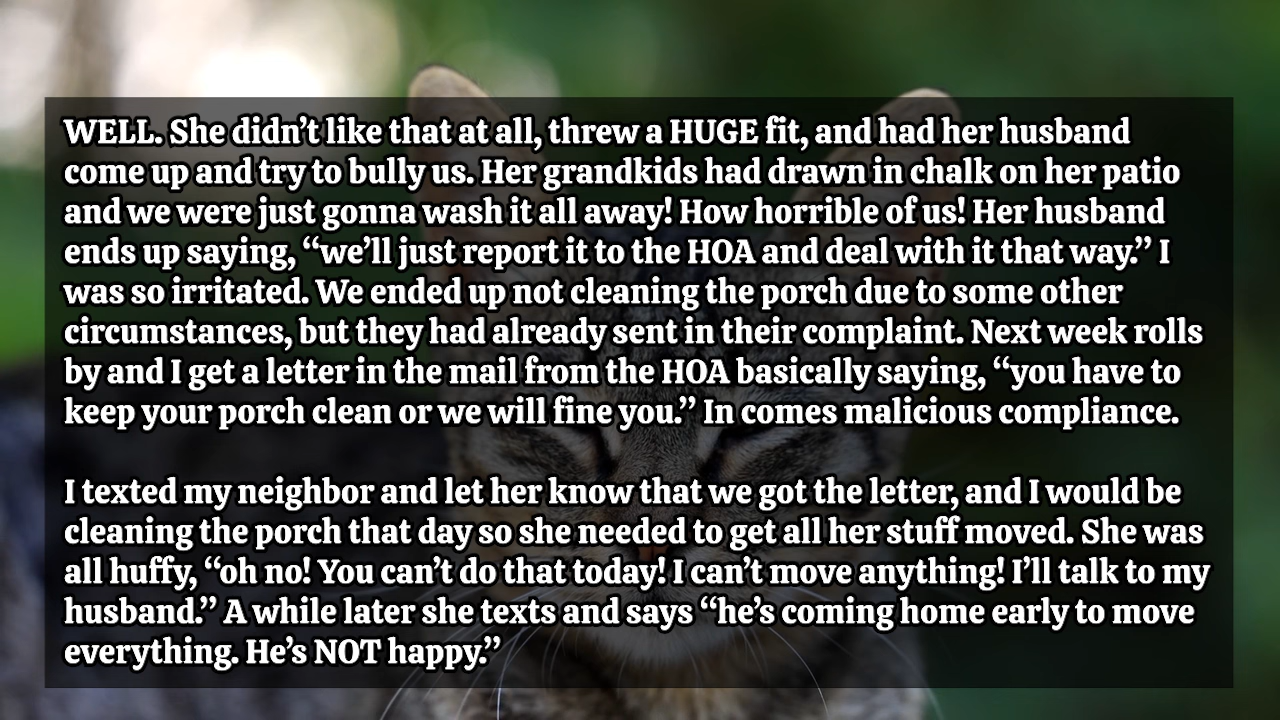 WELL. She didn’t like that at all, threw a HUGE fit, and had her husband
come up and try to bully us. Her grandkids had drawn in chalk on her patio
and we were just gonna wash it all away! How horrible of us! Her husband
ends up saying, “we’ll just report it to the HOA and deal with it that way.” I
was so irritated. We ended up not cleaning the porch due to some other
circumstances, but they had already sent in their complaint. Next week rolls
by and I get a letter in the mail from the HOA basically saying, “you have to
keep your porch clean or we will fine you.” In comes malicious compliance.
I texted my neighbor and let her know that we got the letter, and I would be
cleaning the porch that day so she needed to get all her stuff moved. She was
all huffy, “oh no! You can’t do that today! I can’t move anything! I’ll talk to my
husband.” A while later she texts and says “he’s coming home early to move
everything. He’s NOT happy.”